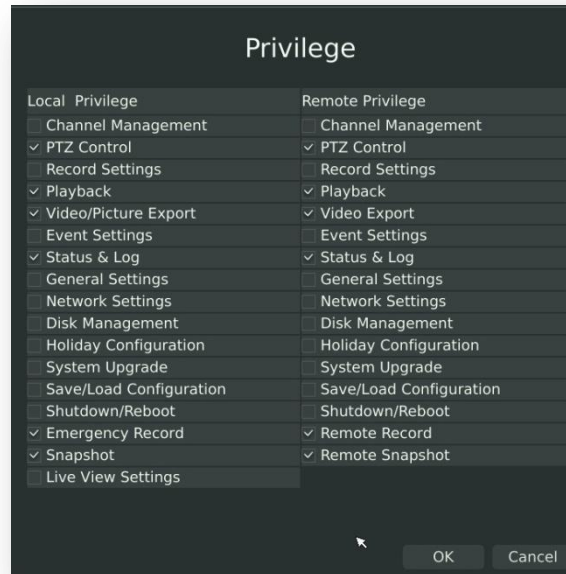 Privilege
Local  Privilege
Remote Privilege
Channel Management
Channel Management
PTZ Control
PTZ Control
Record Settings
Record Settings
Playback
Playback
Video/Picture Export
Video Export
Event Settings
Event Settings
Status & Log
Status & Log
General Settings
General Settings
Network Settings
Network Settings
Disk Management
Disk Management
Holiday Configuration
Holiday Configuration
System Upgrade
System Upgrade
Save/Load Configuration
Save/Load Configuration
Shutdown/Reboot
Shutdown/Reboot
Emergency Record
Remote Record
Snapshot
Remote Snapshot
Live View Settings
OK
Cancel